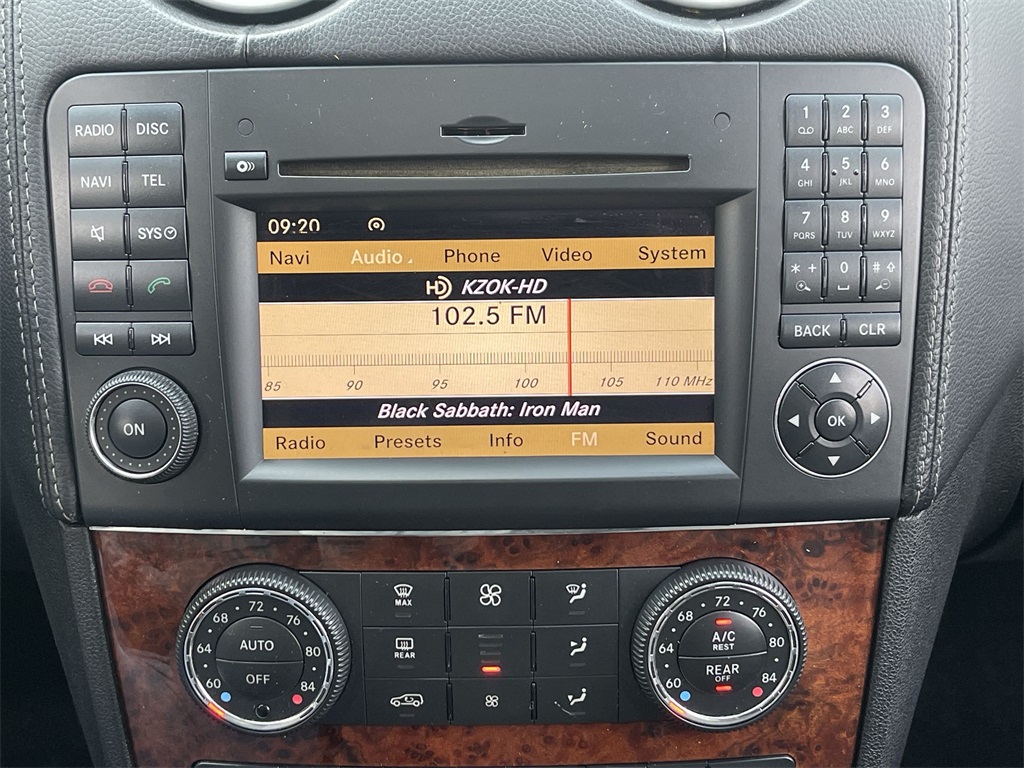 RADIO DISC
NAVI TEL
SYS
ON
09:20
Navi Audio Phone Video System
HD KZOK-HD
102.5 FM
85 90 95 100 105 110 MHz
Black Sabbath: Iron Man
Radio Presets Info FM Sound
1 2 ABC 3 DEF
4 GHI 5 JKL 6 MNO
7 PQRS 8 TUV 9 WXYZ
* + 0 #
BACK CLR
OK
60 64 68 72 76 80 84
AUTO
OFF
MAX
REAR
60 64 68 72 76 80 84
A/C
REST
REAR
OFF